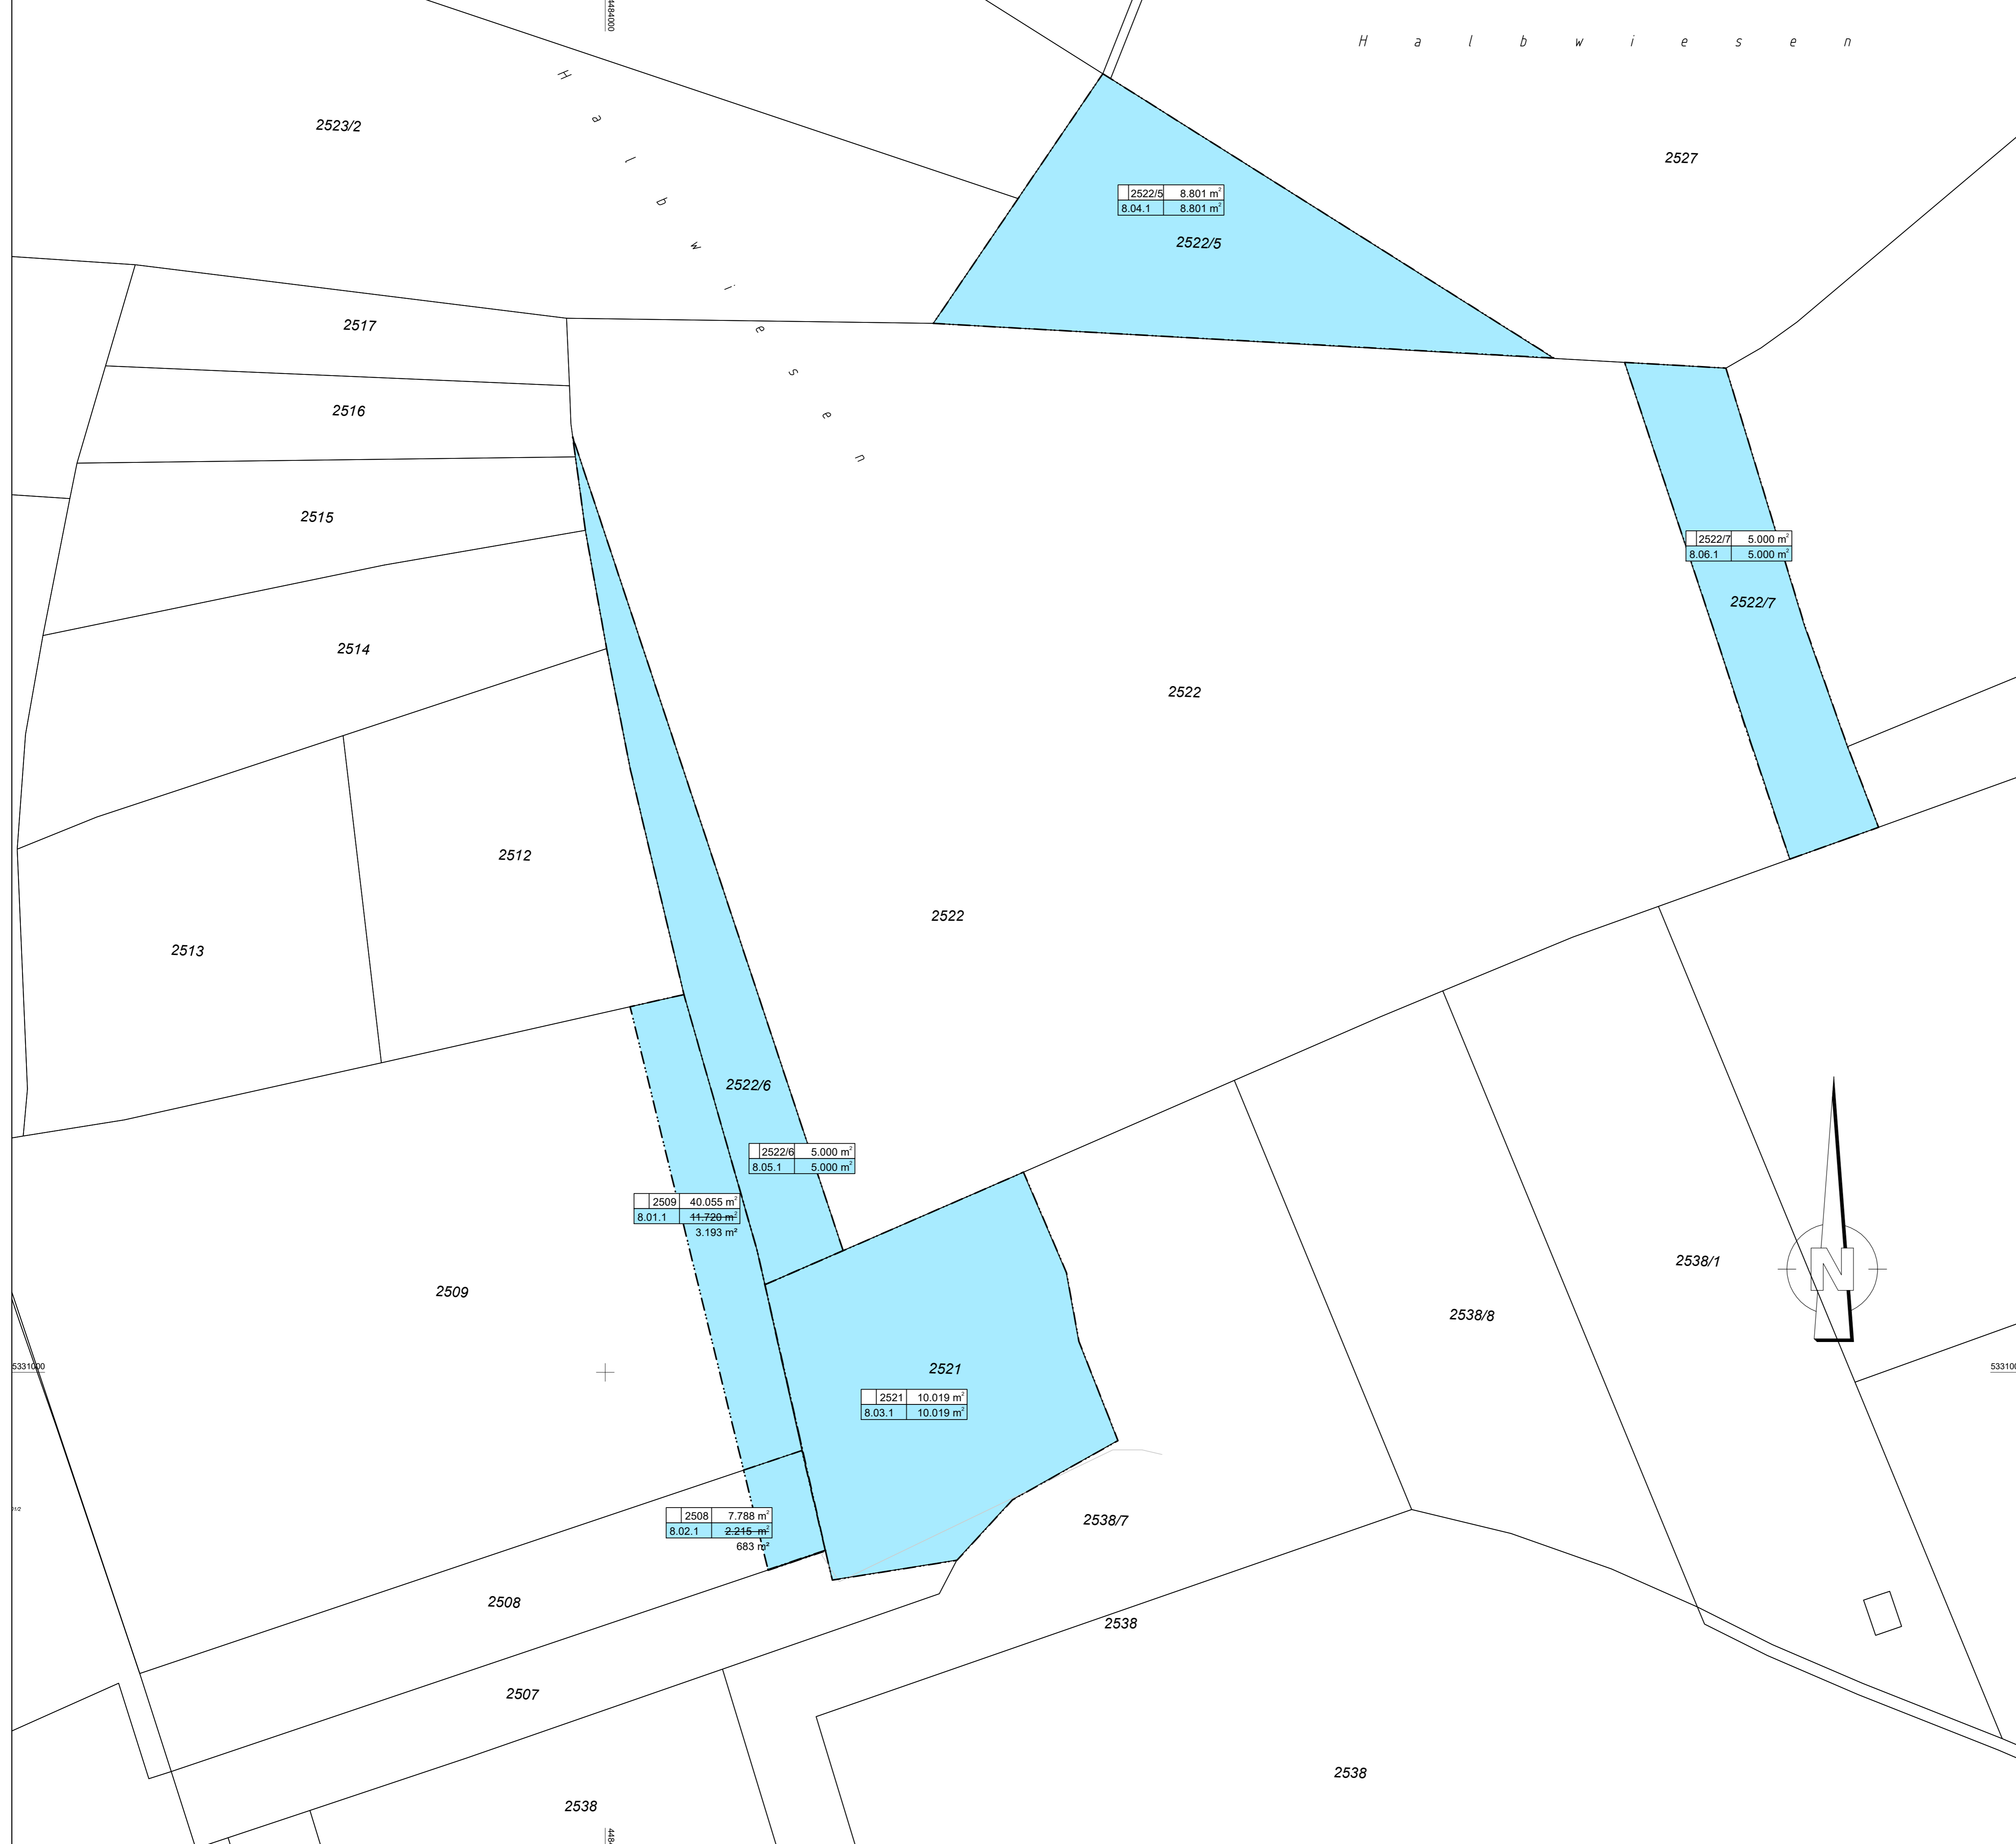 4484000
H a l b w i e s e n
H a l b w i e s e n
2523/2
2527
2522/5 8.801 m²
8.04.1 8.801 m²
2522/5
2517
2516
2515
2522/7 5.000 m²
8.06.1 5.000 m²
2522/7
2514
2522
2512
2522
2513
2522/6
2522/6 5.000 m²
8.05.1 5.000 m²
2509 40.055 m²
8.01.1 11.720 m²
3.193 m²
2538/1
N
2509
2538/8
5331000
53310
2521
2521 10.019 m²
8.03.1 10.019 m²
2508 7.788 m²
8.02.1 2.215 m²
683 m²
2538/7
2508
2538
2507
2538
2538
448